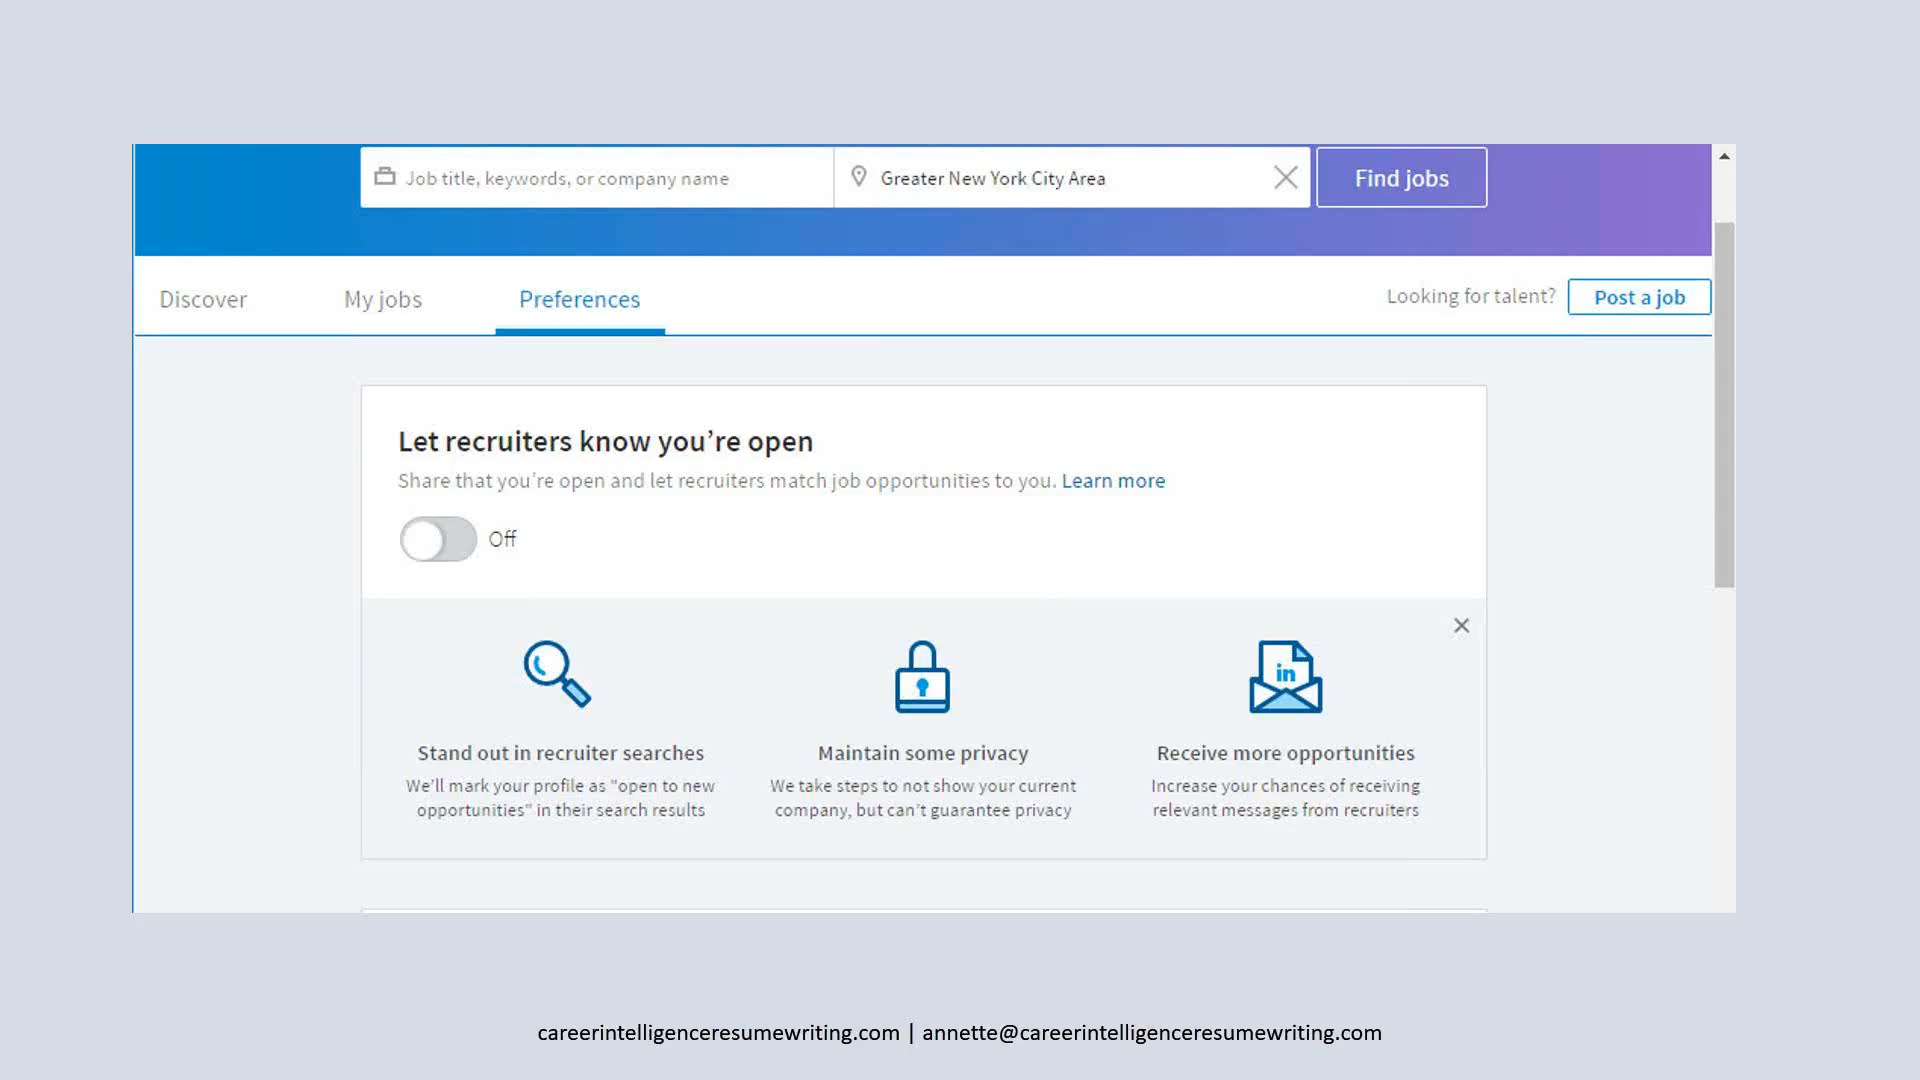 Job title, keywords, or company name
Greater New York City Area
Find jobs
Discover
My jobs
Preferences
Looking for talent?
Post a job
Let recruiters know you’re open
Share that you’re open and let recruiters match job opportunities to you. Learn more
Off
in
Stand out in recruiter searches
We’ll mark your profile as "open to new
opportunities" in their search results
Maintain some privacy
We take steps to not show your current
company, but can’t guarantee privacy
Receive more opportunities
Increase your chances of receiving
relevant messages from recruiters
careerintelligenceresumewriting.com | annette@careerintelligenceresumewriting.com